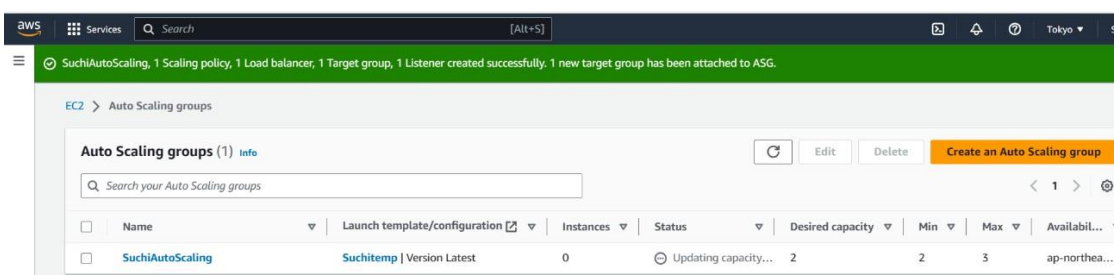 aws Services Search [Alt+S] Tokyo
SuchiAutoScaling, 1 Scaling policy, 1 Load balancer, 1 Target group, 1 Listener created successfully. 1 new target group has been attached to ASG.
EC2 > Auto Scaling groups
Auto Scaling groups (1) Info Edit Delete Create an Auto Scaling group
Search your Auto Scaling groups < 1 >
Name Launch template/configuration Instances Status Desired capacity Min Max Availabil...
SuchiAutoScaling Suchitemp | Version Latest 0 Updating capacity... 2 2 3 ap-northea...